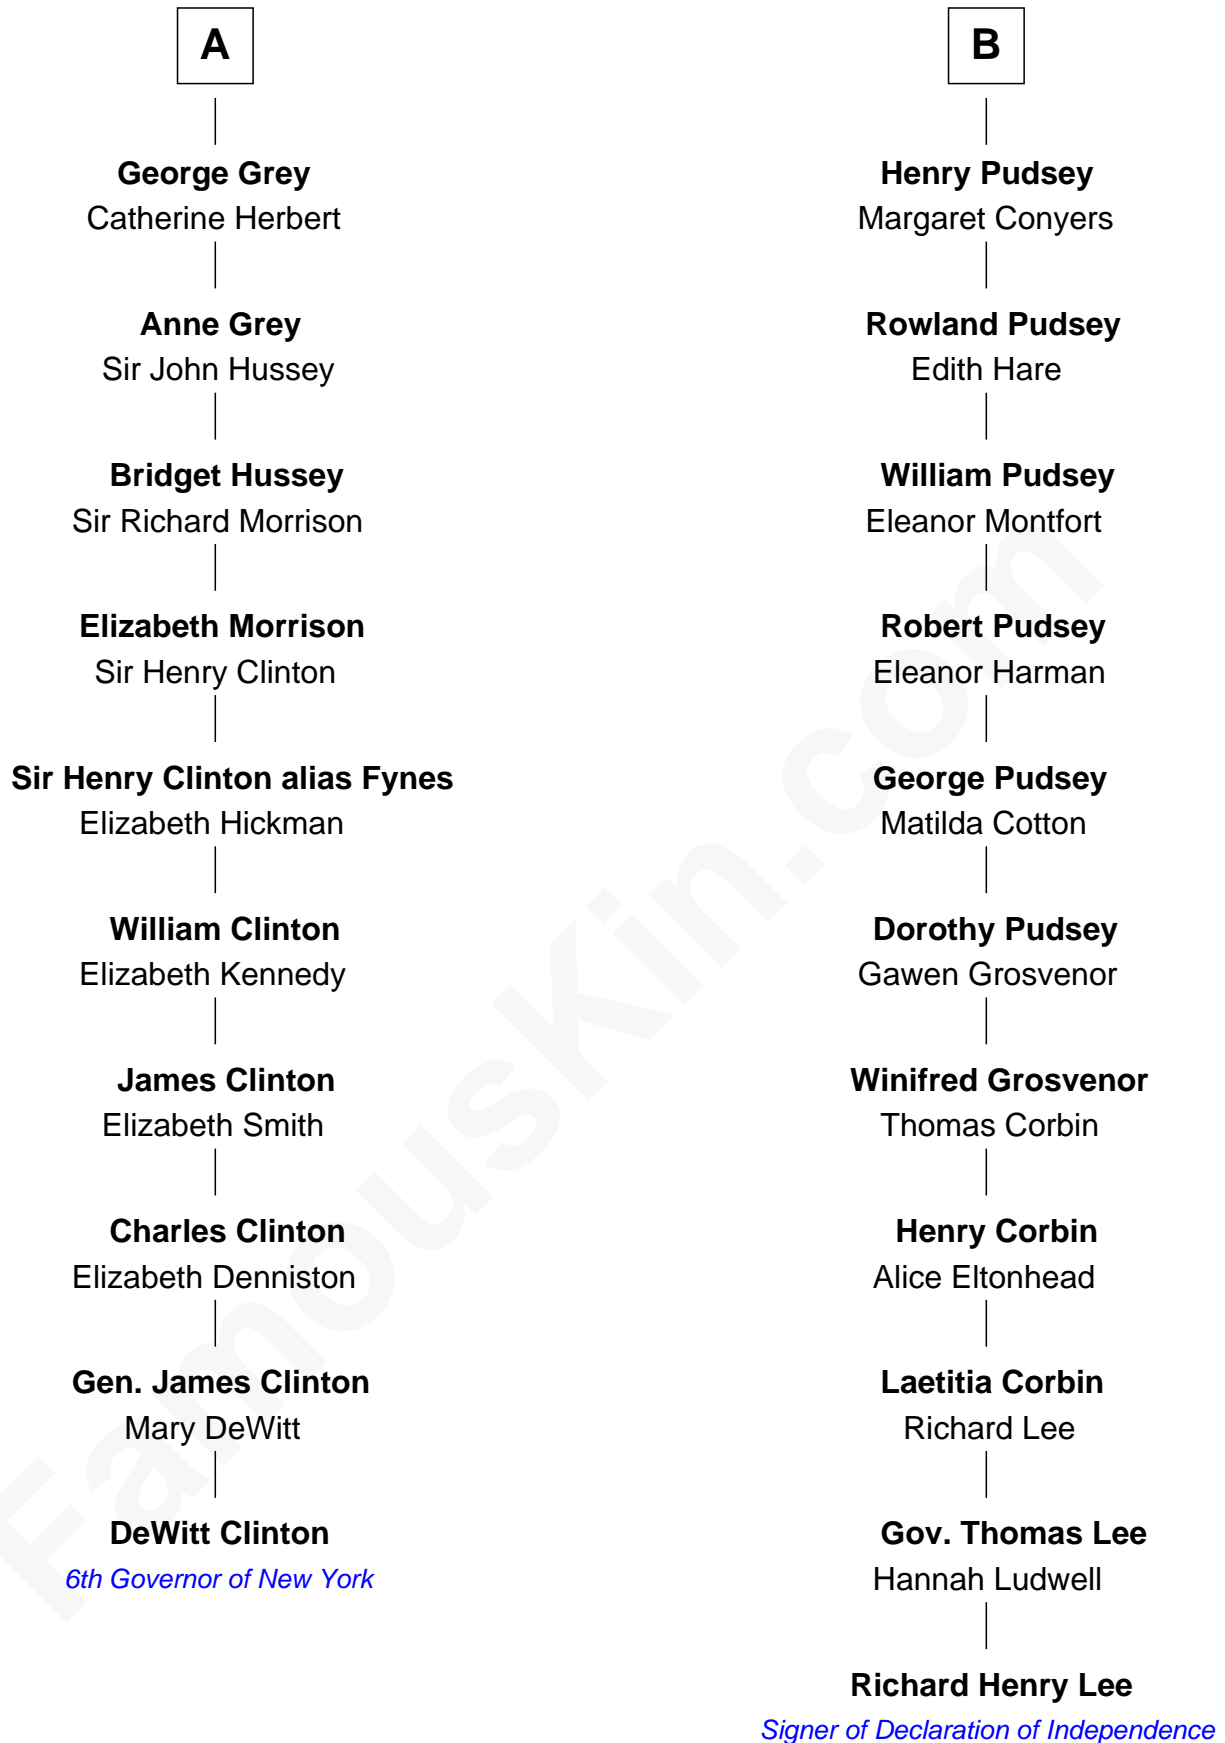 A
George Grey
Catherine Herbert
Anne Grey
Sir John Hussey
Bridget Hussey
Sir Richard Morrison
Elizabeth Morrison
Sir Henry Clinton
Sir Henry Clinton alias Fynes
Elizabeth Hickman
William Clinton
Elizabeth Kennedy
James Clinton
Elizabeth Smith
Charles Clinton
Elizabeth Denniston
Gen. James Clinton
Mary DeWitt
DeWitt Clinton
6th Governor of New York
B
Henry Pudsey
Margaret Conyers
Rowland Pudsey
Edith Hare
William Pudsey
Eleanor Montfort
Robert Pudsey
Eleanor Harman
George Pudsey
Matilda Cotton
Dorothy Pudsey
Gawen Grosvenor
Winifred Grosvenor
Thomas Corbin
Henry Corbin
Alice Eltonhead
Laetitia Corbin
Richard Lee
Gov. Thomas Lee
Hannah Ludwell
Richard Henry Lee
Signer of Declaration of Independence
FamousKin.com